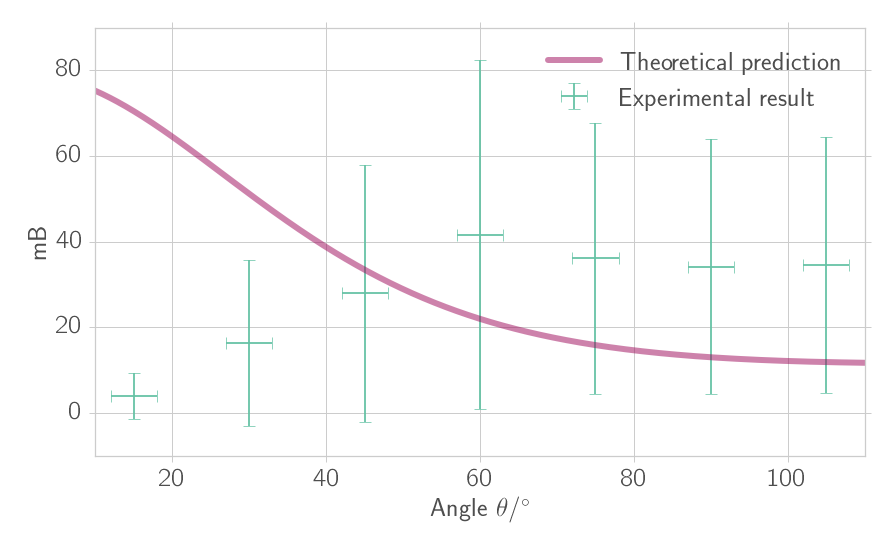 80
60
40
20
0
mB
Theoretical prediction
Experimental result
20 40 60 80 100
Angle θ/°